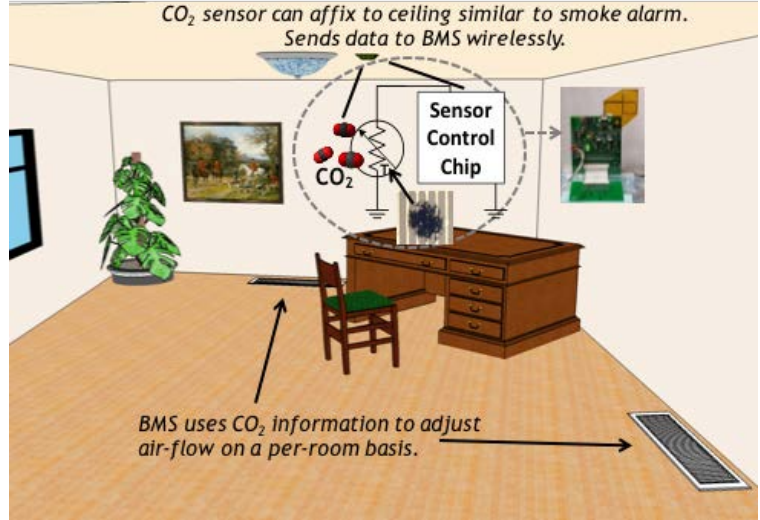 CO₂ sensor can affix to ceiling similar to smoke alarm.
Sends data to BMS wirelessly.
Sensor
Control
Chip
CO₂
T
BMS uses CO₂ information to adjust
air-flow on a per-room basis.